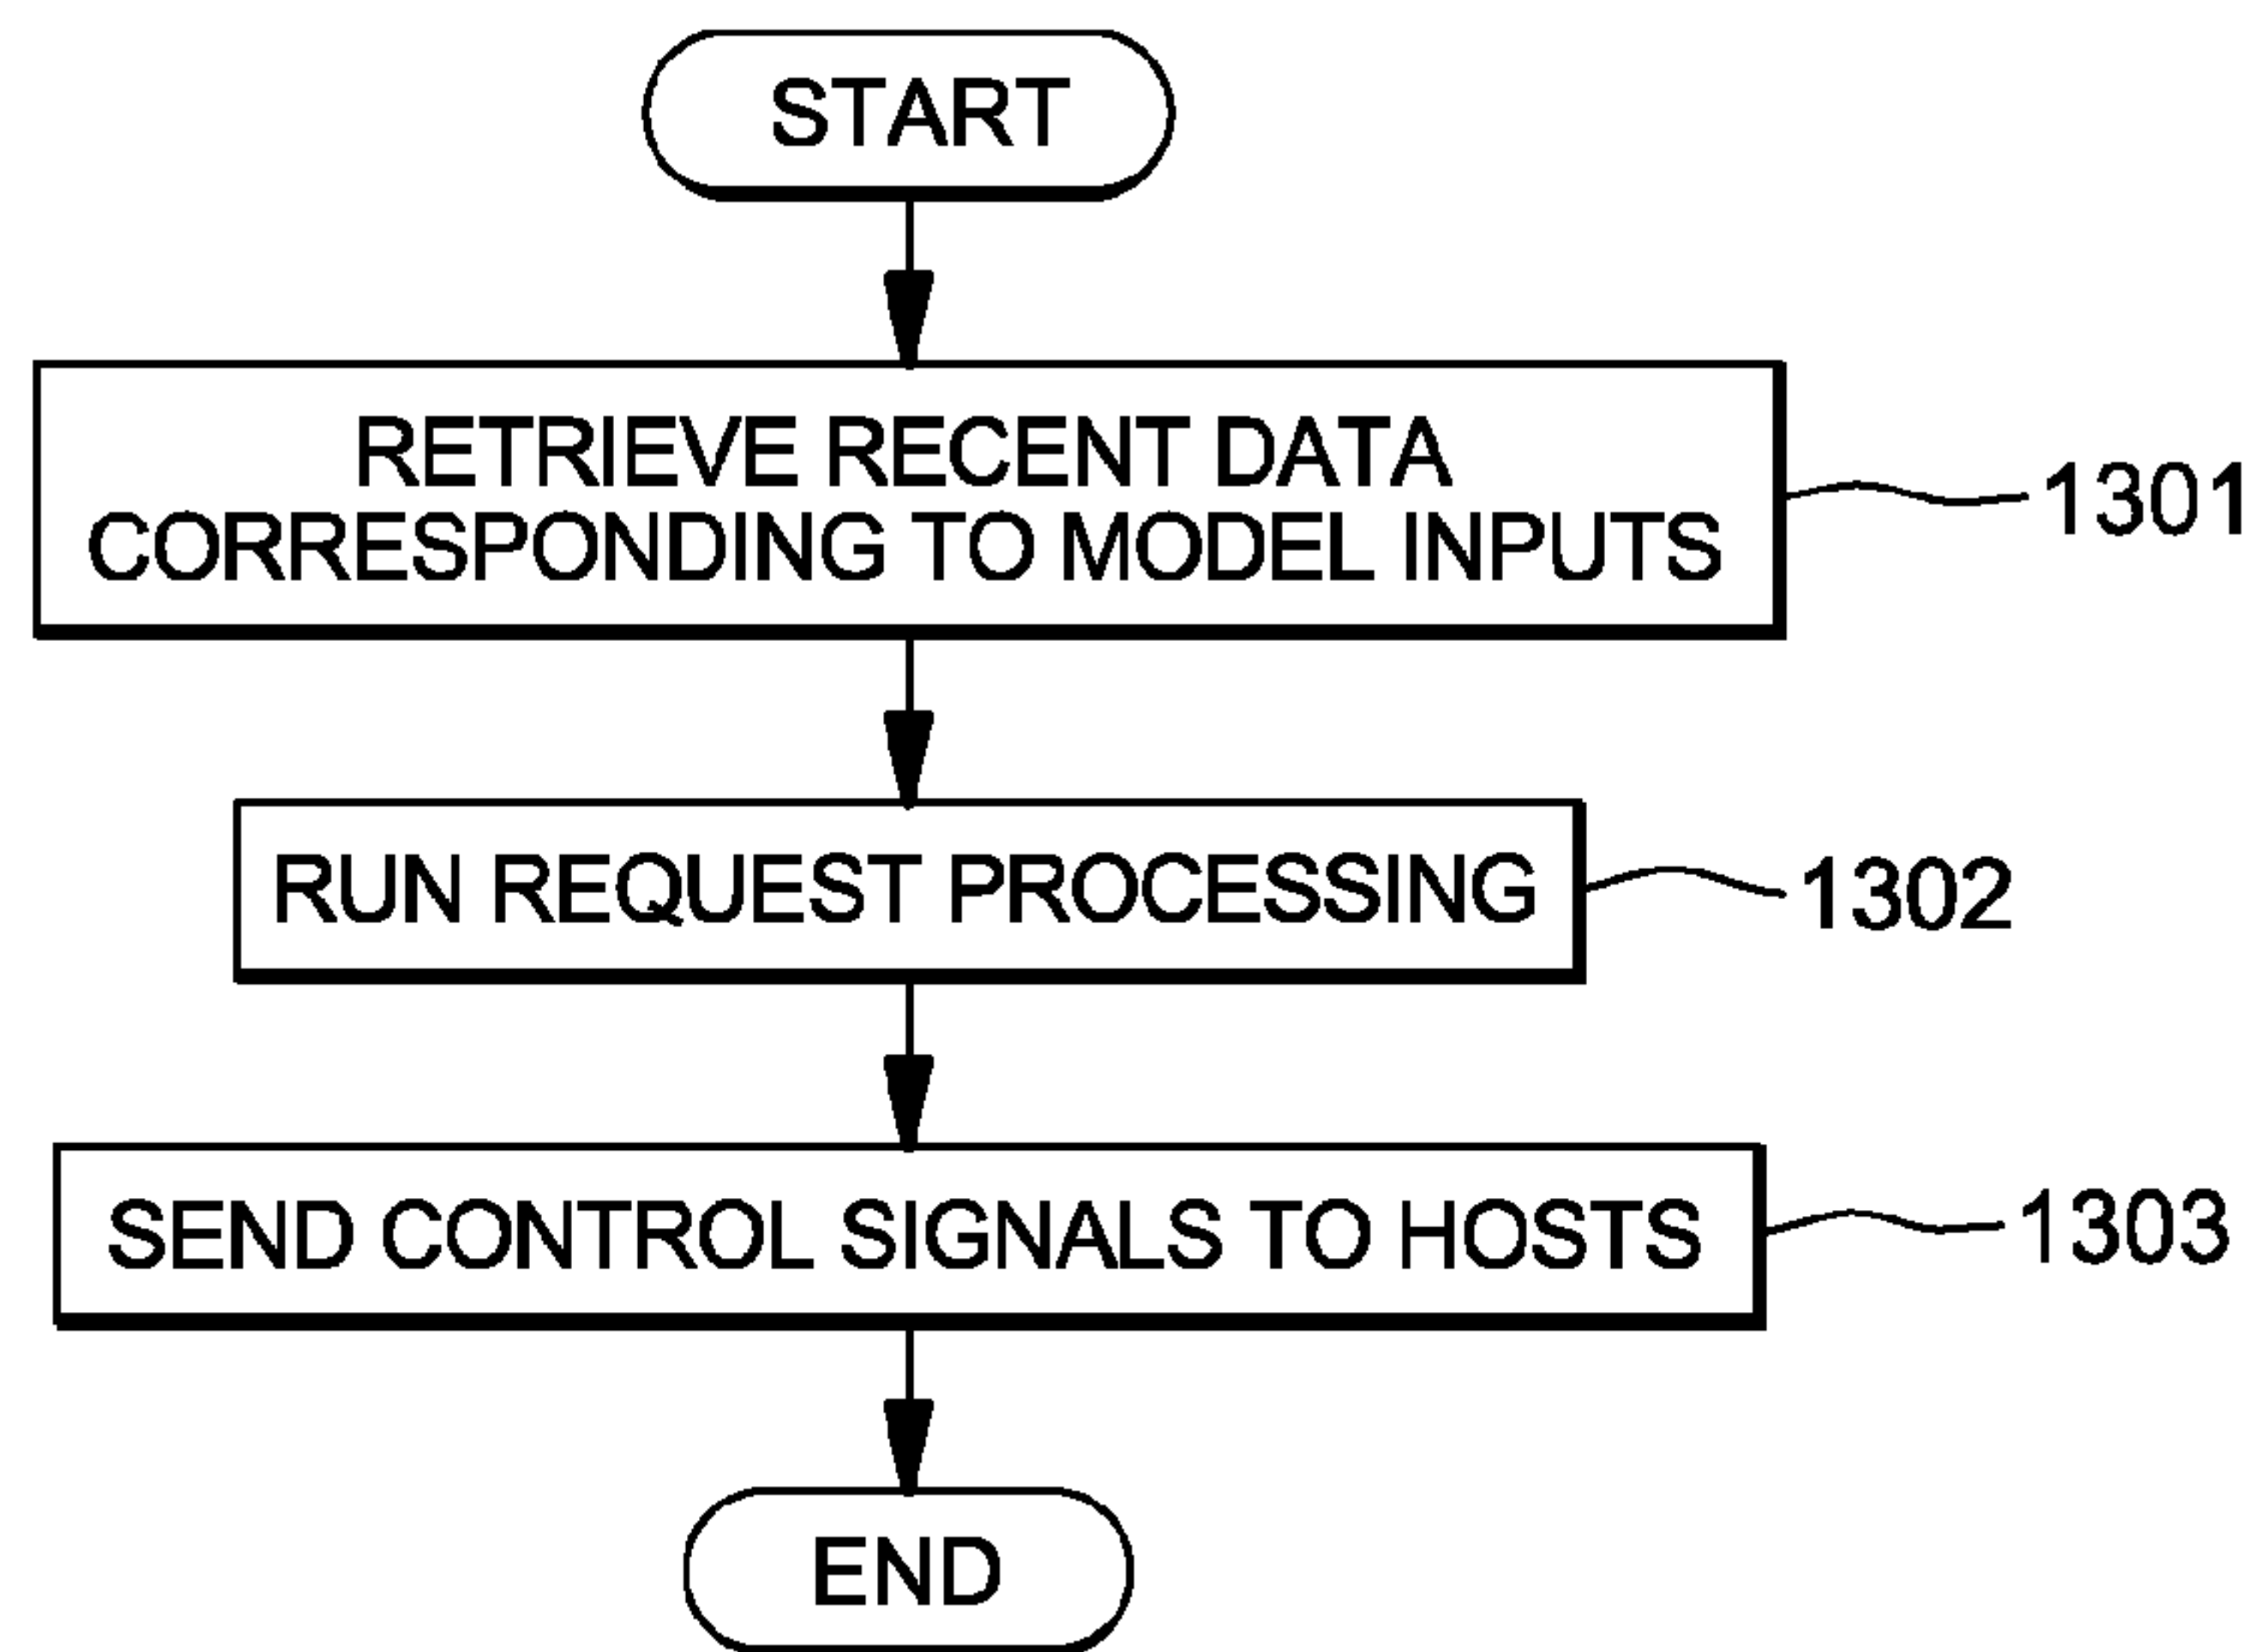 START
RETRIEVE RECENT DATA
CORRESPONDING TO MODEL INPUTS
1301
RUN REQUEST PROCESSING
1302
SEND CONTROL SIGNALS TO HOSTS
1303
END